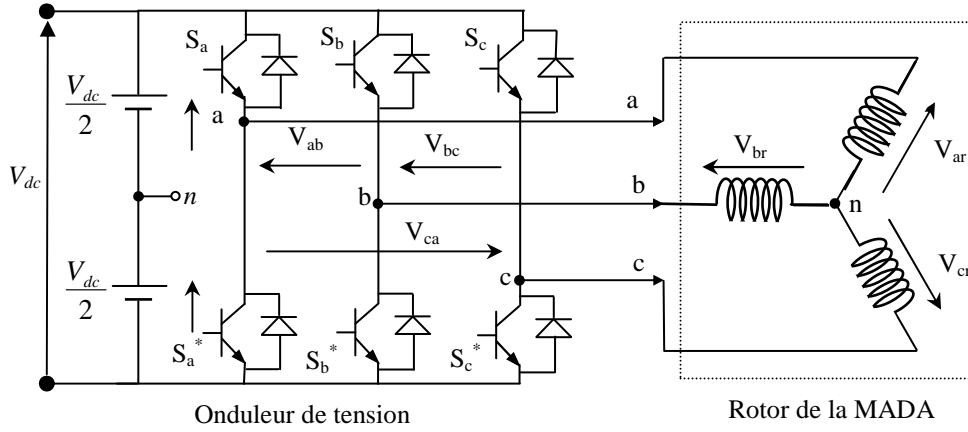 S_a
S_b
S_c
V_dc/2
a
a
V_ab
V_bc
V_br
V_ar
V_dc
n
b
b
n
V_ca
V_cr
V_dc/2
c
c
S_a*
S_b*
S_c*
Onduleur de tension
Rotor de la MADA